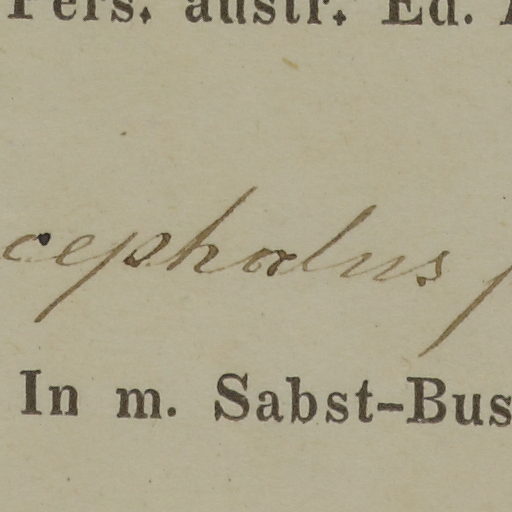 Pers. austr. Ed.
cephalus
In m. Sabst-Bus